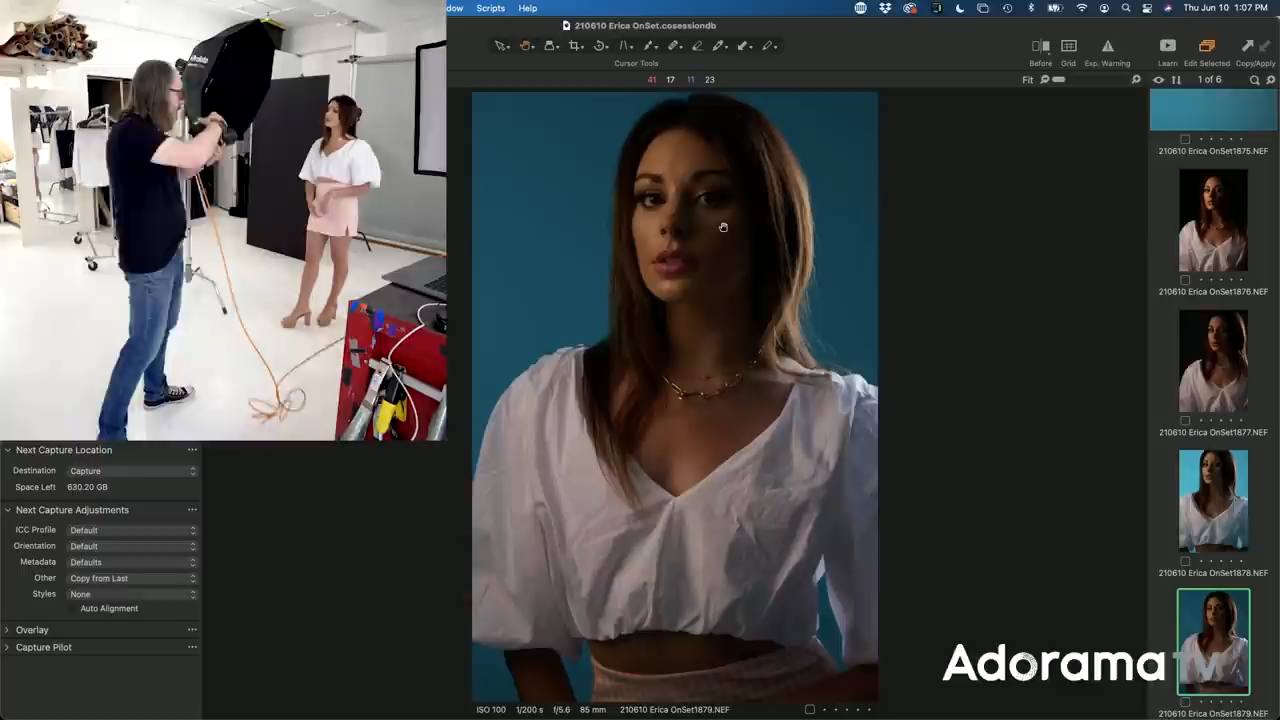 dow Scripts Help
Thu Jun 10 1:07 PM
210610 Erica OnSet.cosessiondb
Cursor Tools
Before Grid Exp. Warning
Learn Edit Selected Copy/Apply
41 17 11 23
Fit
1 of 6
210610 Erica OnSet1875.NEF
210610 Erica OnSet1876.NEF
210610 Erica OnSet1877.NEF
210610 Erica OnSet1878.NEF
210610 Erica OnSet1879.NEF
Next Capture Location
Destination Capture
Space Left 630.20 GB
Next Capture Adjustments
ICC Profile Default
Orientation Default
Metadata Defaults
Other Copy from Last
Styles None
Auto Alignment
Overlay
Capture Pilot
ISO 100 1/200 s f/5.6 85 mm 210610 Erica OnSet1879.NEF
Adorama tv